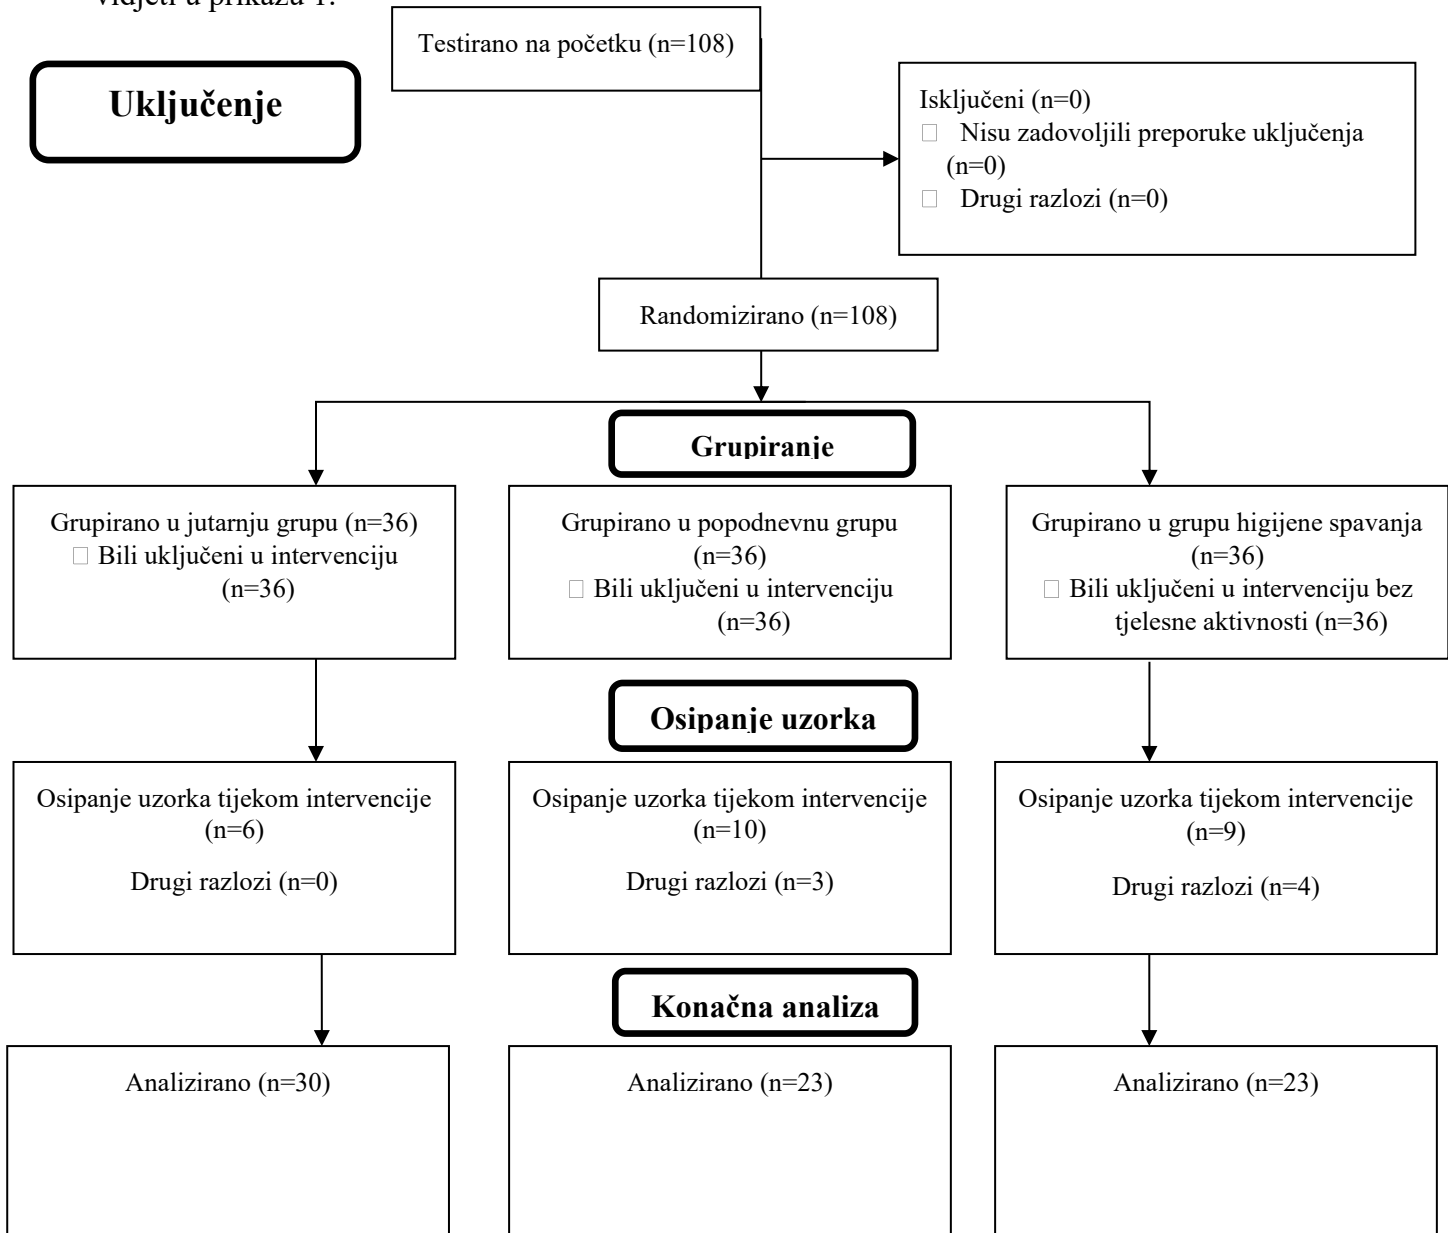 vidjeti u prikazu 1.
Testirano na početku (n=108)
Uključenje
Isključeni (n=0)
Nisu zadovoljili preporuke uključenja
(n=0)
Drugi razlozi (n=0)
Randomizirano (n=108)
Grupiranje
Grupirano u jutarnju grupu (n=36)
Bili uključeni u intervenciju
(n=36)
Grupirano u popodnevnu grupu
(n=36)
Bili uključeni u intervenciju
(n=36)
Grupirano u grupu higijene spavanja
(n=36)
Bili uključeni u intervenciju bez
tjelesne aktivnosti (n=36)
Osipanje uzorka
Osipanje uzorka tijekom intervencije
(n=6)
Drugi razlozi (n=0)
Osipanje uzorka tijekom intervencije
(n=10)
Drugi razlozi (n=3)
Osipanje uzorka tijekom intervencije
(n=9)
Drugi razlozi (n=4)
Konačna analiza
Analizirano (n=30)
Analizirano (n=23)
Analizirano (n=23)